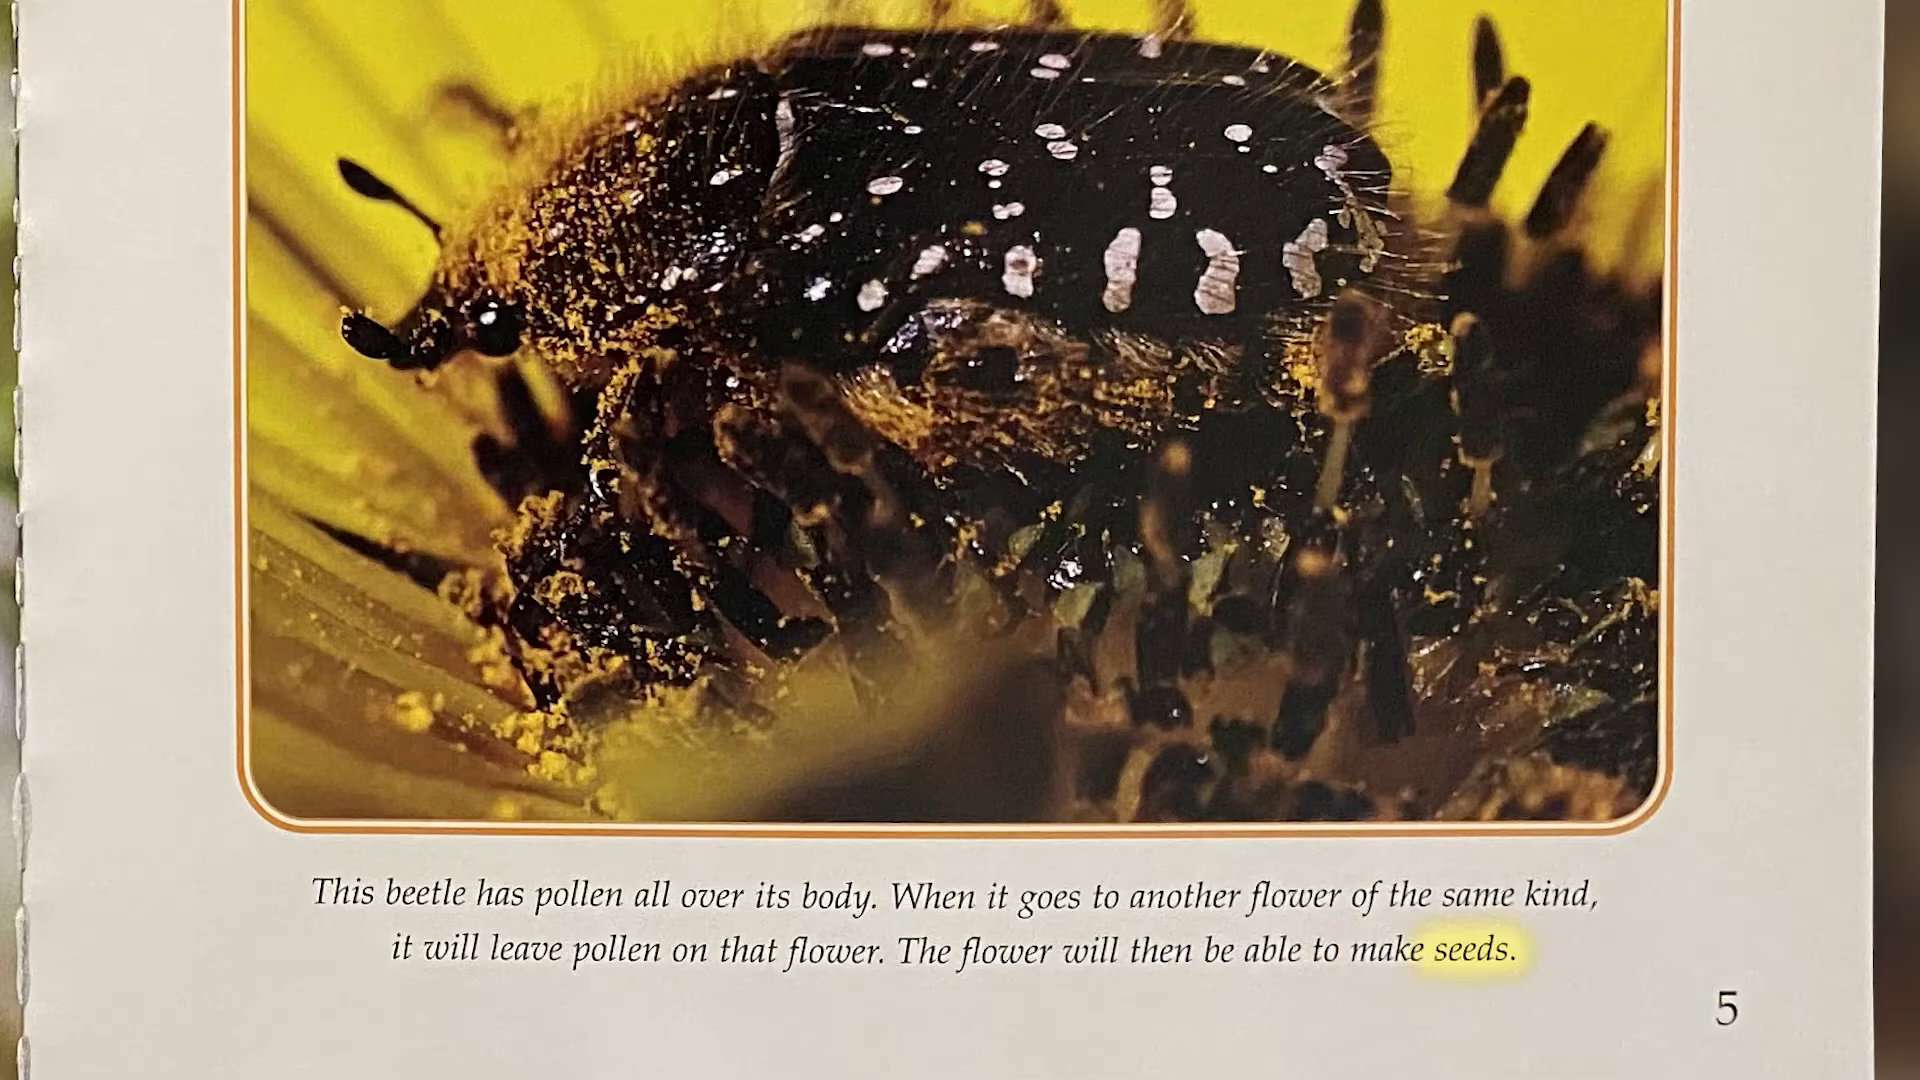 This beetle has pollen all over its body. When it goes to another flower of the same kind,
it will leave pollen on that flower. The flower will then be able to make seeds.
5